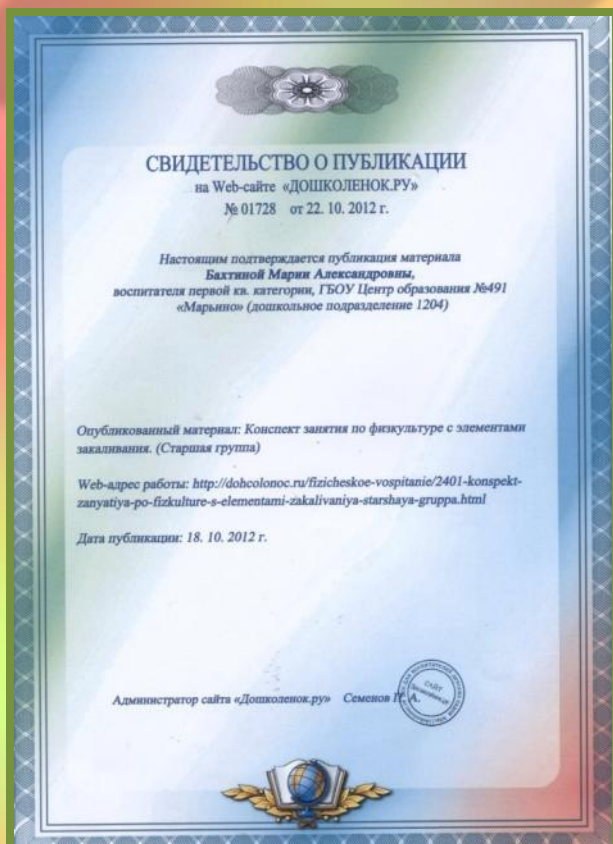 СВИДЕТЕЛЬСТВО О ПУБЛИКАЦИИ
на Web-сайте «ДОШКОЛЕНОК.РУ»
№ 01728 от 22. 10. 2012 г.
Настоящим подтверждается публикация материала
Бахтиной Марии Александровны,
воспитателя первой кв. категории, ГБОУ Центр образования №491
«Марьино» (дошкольное подразделение 1204)
Опубликованный материал: Конспект занятия по физкультуре с элементами
закаливания. (Старшая группа)
Web-адрес работы: http://dohcolonoc.ru/fizicheskoe-vospitanie/2401-konspekt-
zanyatiya-po-fizkulture-s-elementami-zakalivaniya-starshaya-gruppa.html
Дата публикации: 18. 10. 2012 г.
Администратор сайта «Дошколенок.ру» Семенов А.
САЙТ